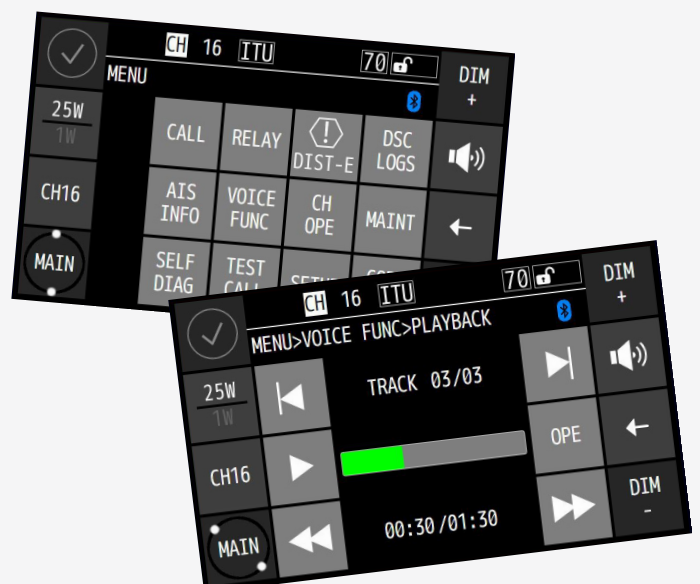 CH 16 ITU 70
DIM
+
MENU
25W
1W
CALL RELAY DIST-E DSC LOGS
CH16
AIS INFO VOICE FUNC CH OPE MAINT
MAIN
SELF DIAG TEST
CH 16 ITU 70
DIM
+
MENU>VOICE FUNC>PLAYBACK
25W
1W
TRACK 03/03
CH16
OPE
DIM
-
MAIN
00:30/01:30